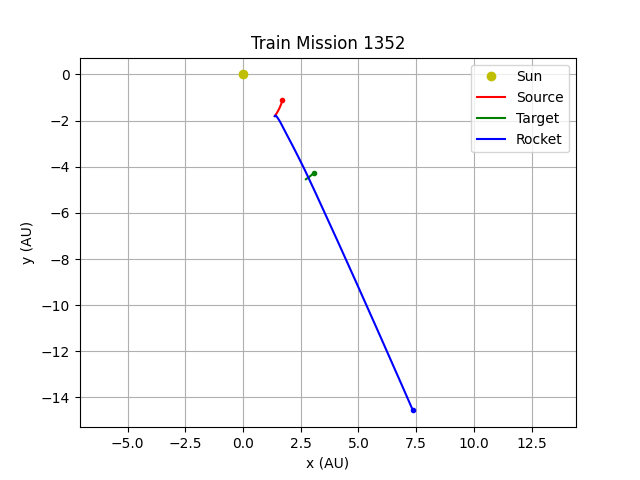 Train Mission 1352
Sun
Source
Target
Rocket
y (AU)
0
−2
−4
−6
−8
−10
−12
−14
−5.0 −2.5 0.0 2.5 5.0 7.5 10.0 12.5
x (AU)